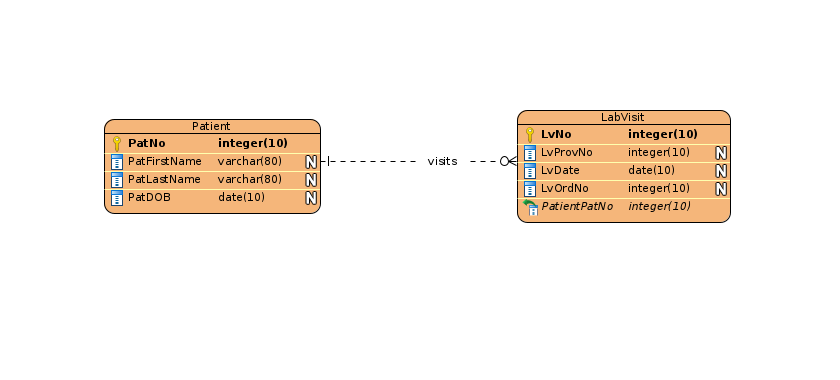 Patient
PatNo integer(10)
PatFirstName varchar(80) N
PatLastName varchar(80) N
PatDOB date(10) N
visits
LabVisit
LvNo integer(10)
LvProvNo integer(10) N
LvDate date(10) N
LvOrdNo integer(10) N
PatientPatNo integer(10)